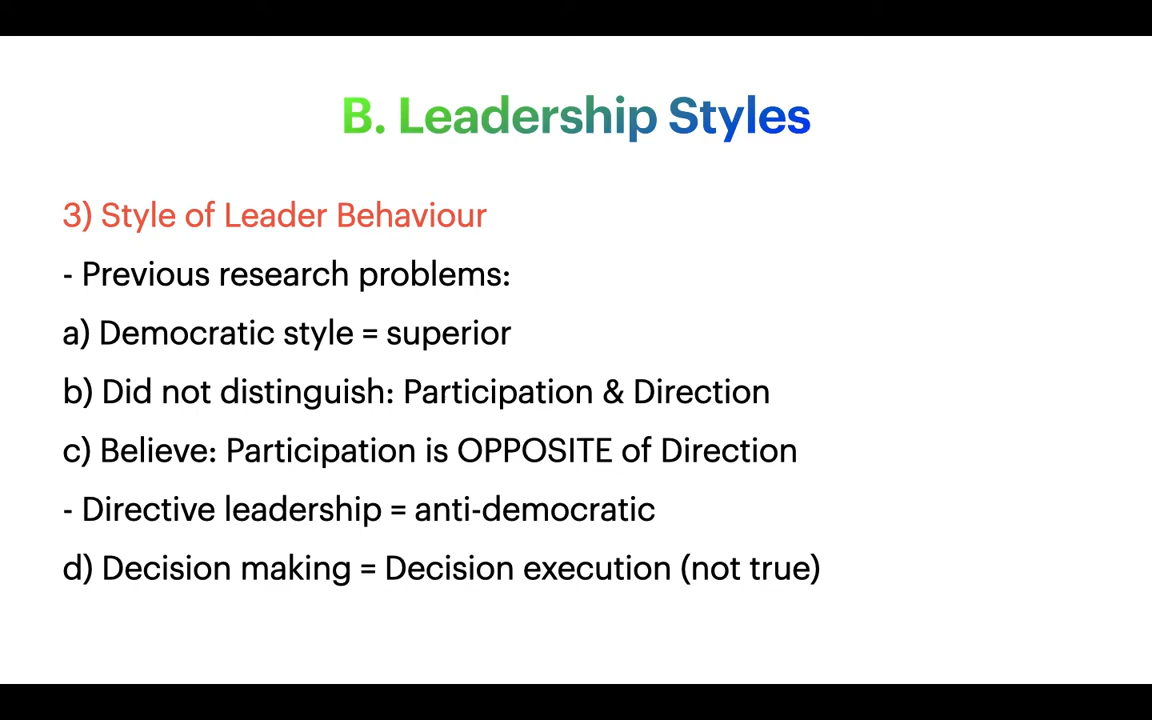 B. Leadership Styles
3) Style of Leader Behaviour
- Previous research problems:
a) Democratic style = superior
b) Did not distinguish: Participation & Direction
c) Believe: Participation is OPPOSITE of Direction
- Directive leadership = anti-democratic
d) Decision making = Decision execution (not true)